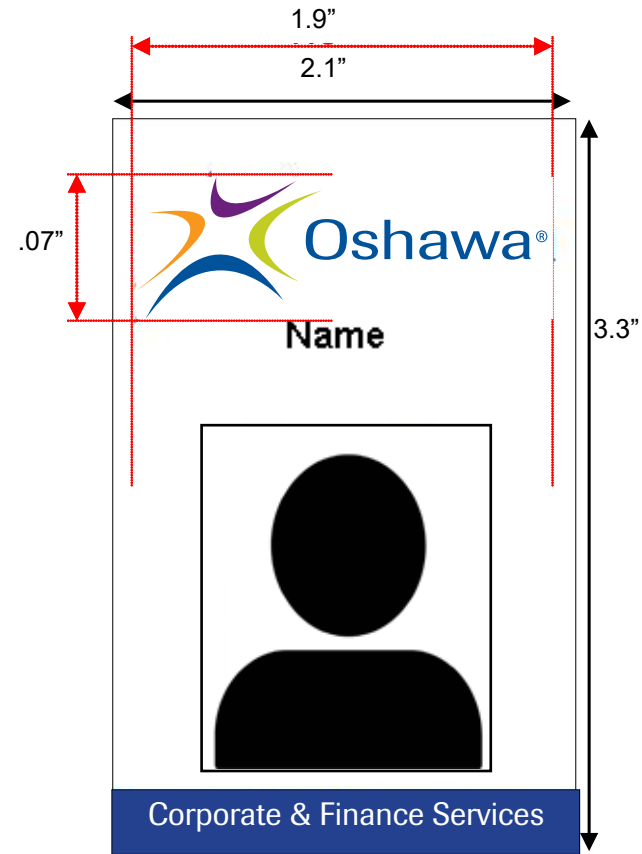 1.9”
2.1”
.07”
Oshawa®
Name
3.3”
Corporate & Finance Services